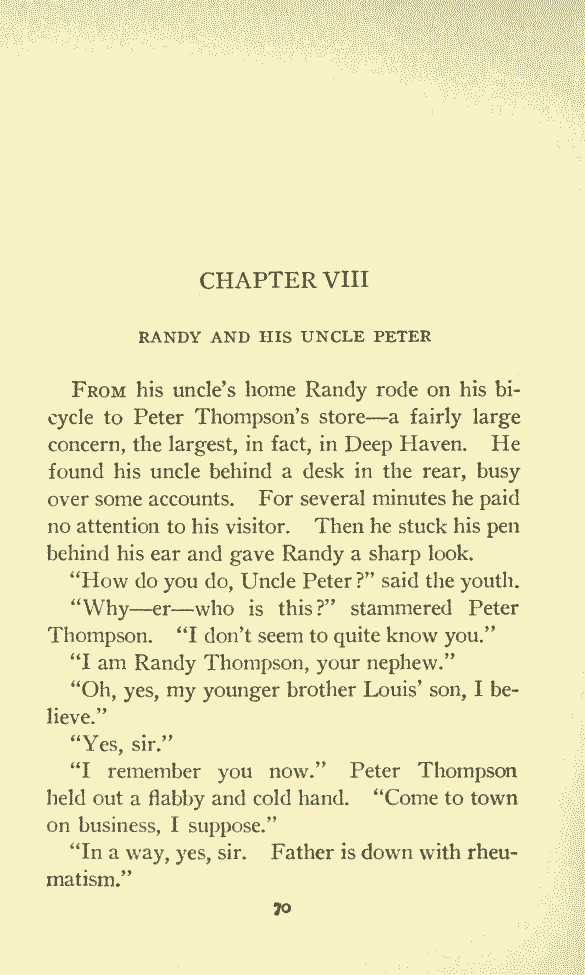 CHAPTER VIII
RANDY AND HIS UNCLE PETER
FROM his uncle's home Randy rode on his bi-
cycle to Peter Thompson's store—a fairly large
concern, the largest, in fact, in Deep Haven. He
found his uncle behind a desk in the rear, busy
over some accounts. For several minutes he paid
no attention to his visitor. Then he stuck his pen
behind his ear and gave Randy a sharp look.
"How do you do, Uncle Peter?" said the youth.
"Why—er—who is this?" stammered Peter
Thompson. "I don't seem to quite know you."
"I am Randy Thompson, your nephew."
"Oh, yes, my younger brother Louis' son, I be-
lieve."
"Yes, sir."
"I remember you now." Peter Thompson
held out a flabby and cold hand. "Come to town
on business, I suppose."
"In a way, yes, sir. Father is down with rheu-
matism."
70